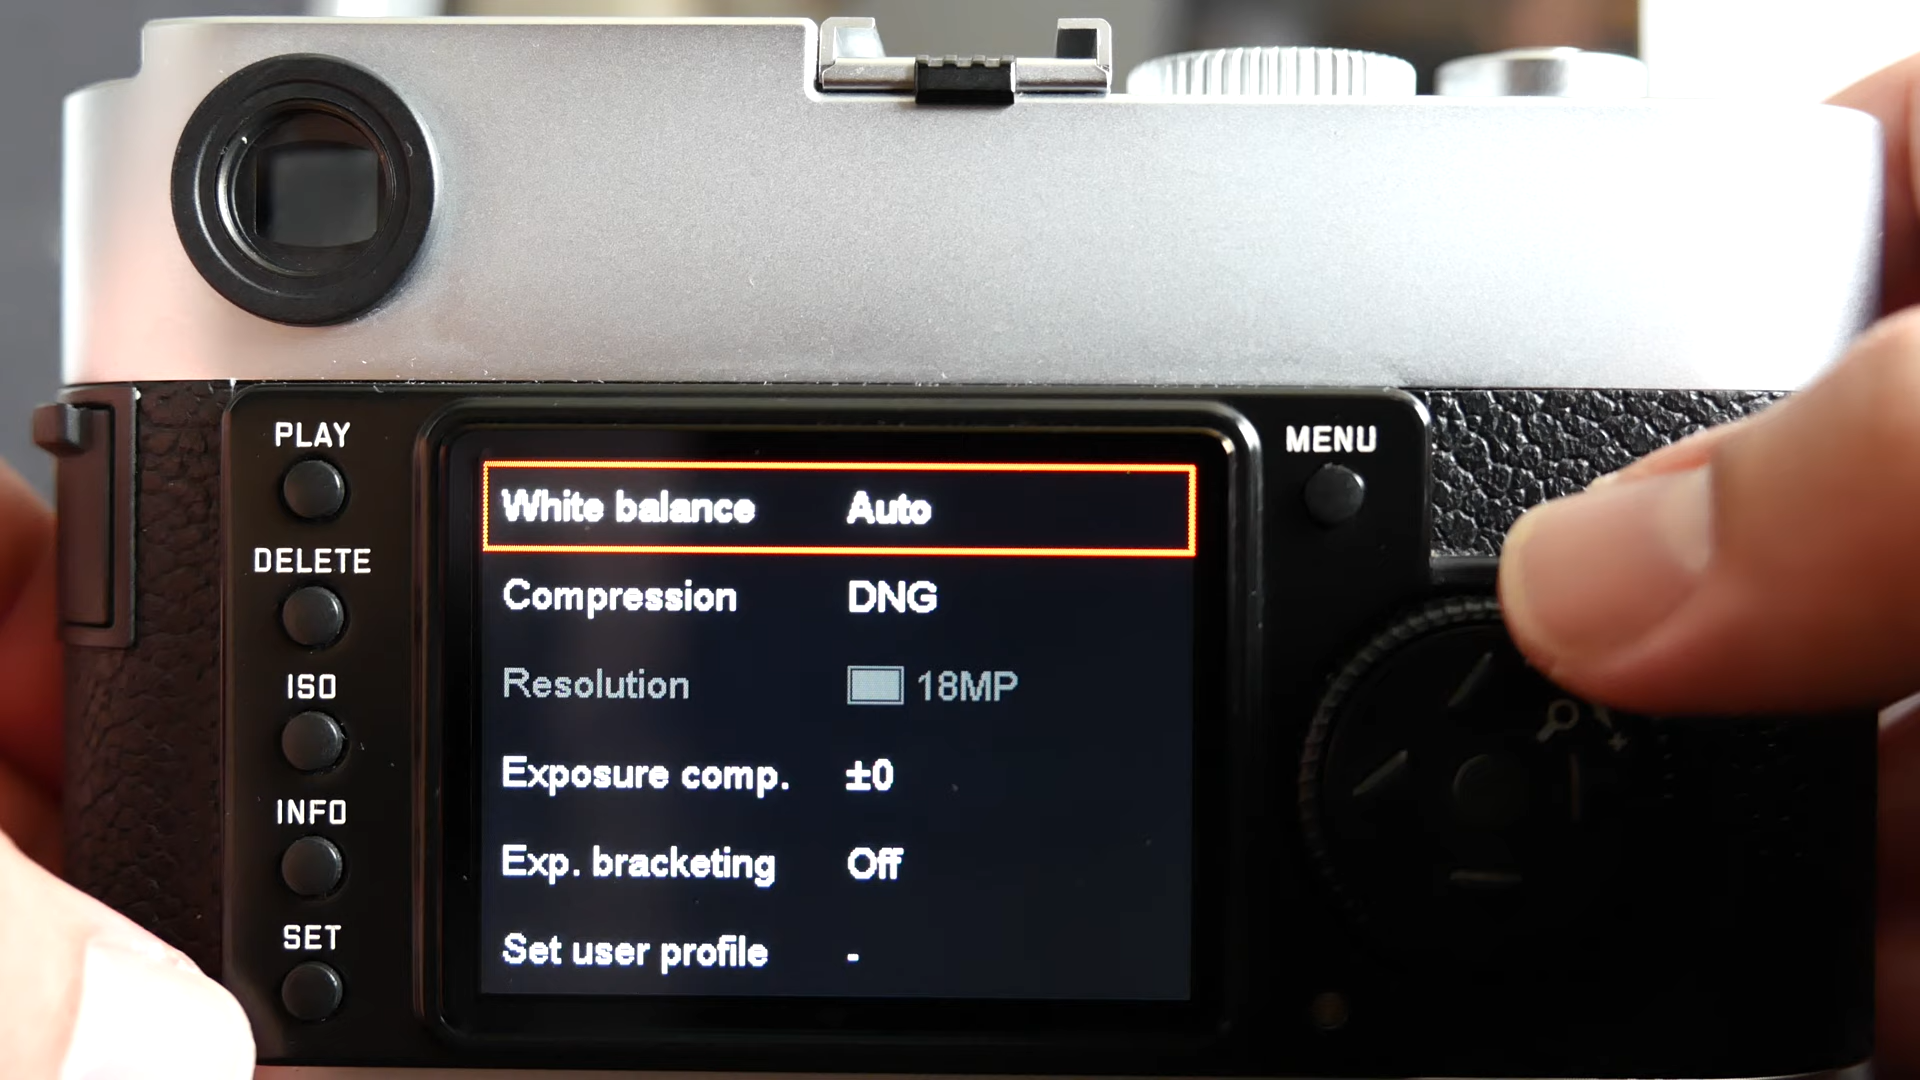 PLAY
DELETE
ISO
INFO
SET
White balance Auto
Compression DNG
Resolution 18MP
Exposure comp. ±0
Exp. bracketing Off
Set user profile -
MENU